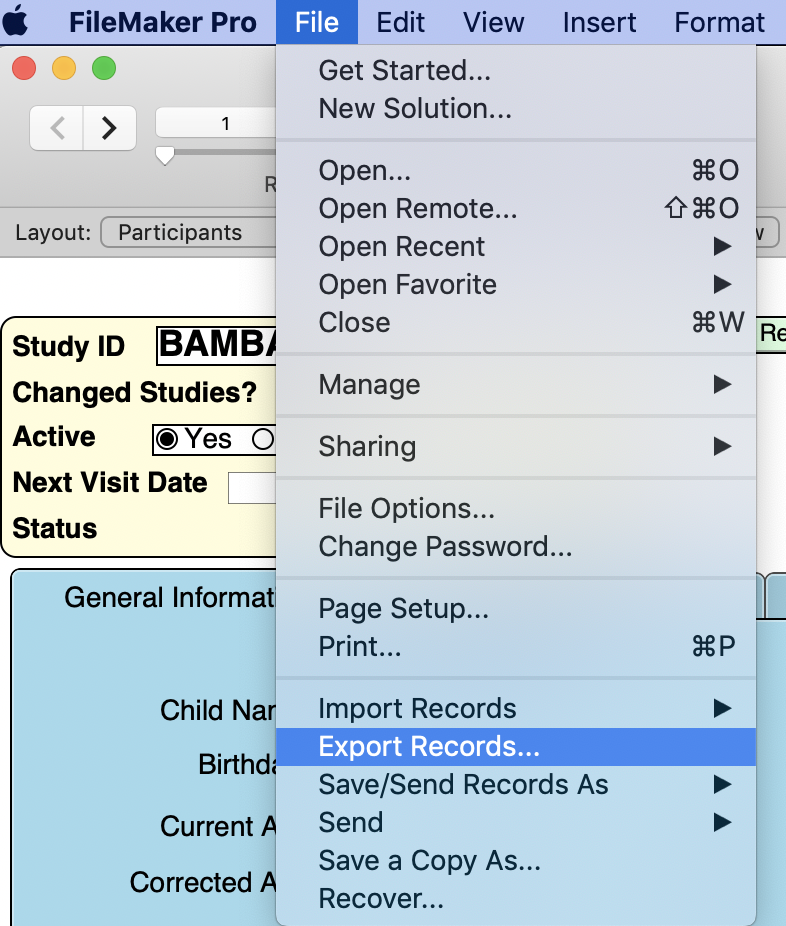 FileMaker Pro File Edit View Insert Format
Get Started...
New Solution...
1
Open... ⌘O
Open Remote... ⇧⌘O
Layout: Participants
Open Recent ▶
Open Favorite ▶
Close ⌘W
Study ID BAMBA
Changed Studies?
Manage ▶
Active Yes
Sharing ▶
Next Visit Date
File Options...
Status
Change Password...
General Informati
Page Setup...
Print... ⌘P
Child Nar
Import Records ▶
Export Records...
Birthda
Save/Send Records As ▶
Current A
Send ▶
Save a Copy As...
Corrected A
Recover...